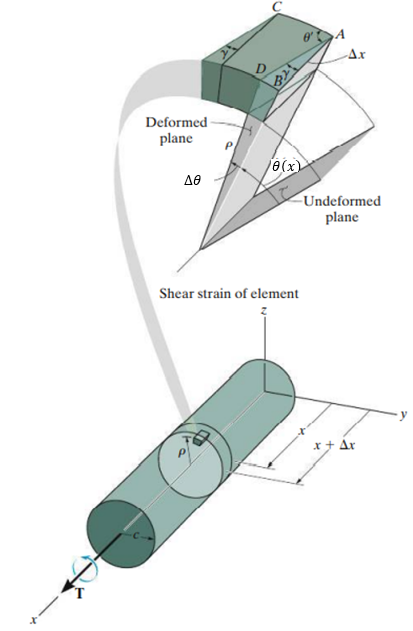 C
θ'
A
Δx
γ
D
γ
B
Deformed
plane
ρ
θ(x)
Δθ
Undeformed
plane
Shear strain of element
z
y
x
x + Δx
ρ
c
T
x